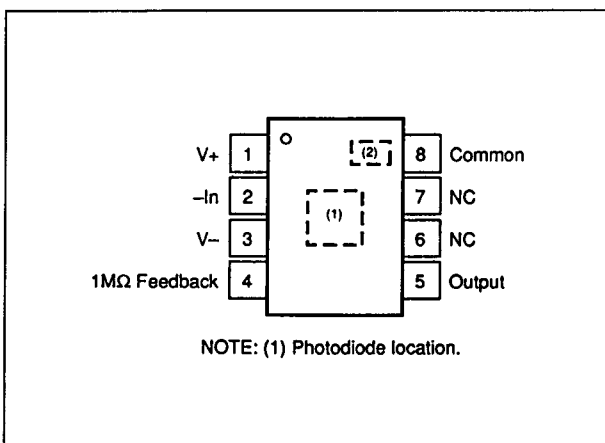 V+ 1 (2) 8 Common
–In 2 7 NC
(1)
V– 3 6 NC
1MΩ Feedback 4 5 Output
NOTE: (1) Photodiode location.